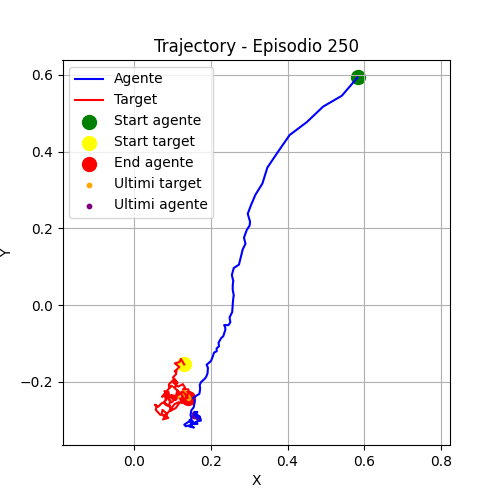 Trajectory - Episodio 250
Agente
Target
Start agente
Start target
End agente
Ultimi target
Ultimi agente
Y
0.6
0.4
0.2
0.0
−0.2
0.0
0.2
0.4
0.6
0.8
X